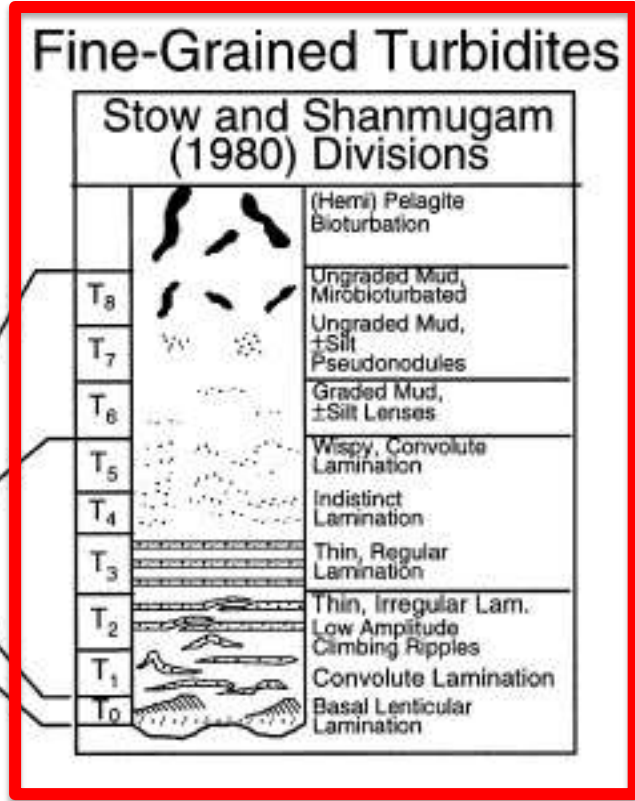 Fine-Grained Turbidites
Stow and Shanmugam
(1980) Divisions
(Hemi) Pelagite
Bioturbation
T8
Ungraded Mud,
Mirobioturbated
T7
Ungraded Mud,
±Silt
Pseudonodules
T6
Graded Mud,
±Silt Lenses
T5
Wispy, Convolute
Lamination
T4
Indistinct
Lamination
T3
Thin, Regular
Lamination
T2
Thin, Irregular Lam.
Low Amplitude
Climbing Ripples
T1
Convolute Lamination
T0
Basal Lenticular
Lamination